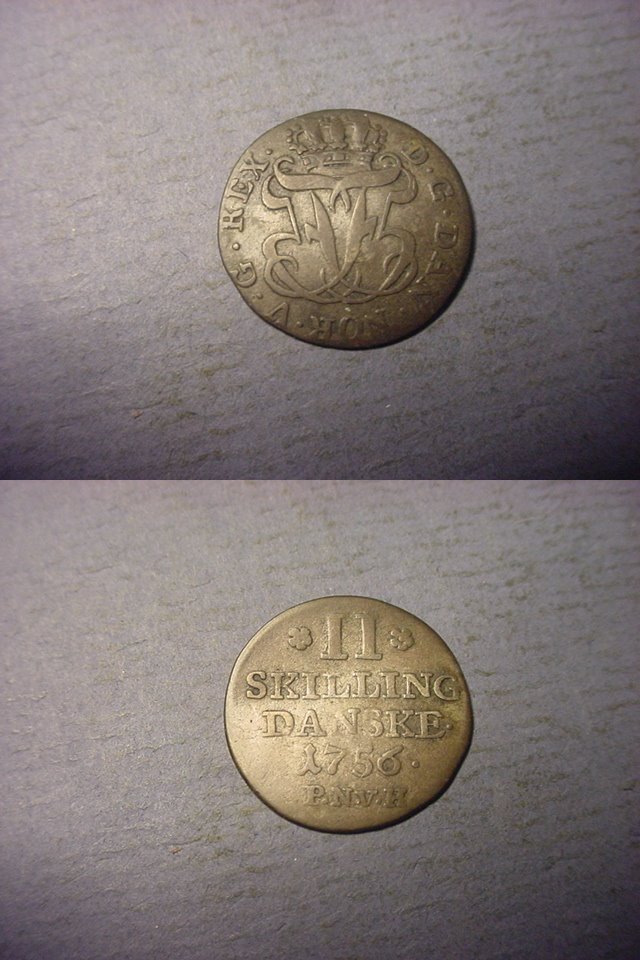 D·G·DAN·NOR·V·G·REX·
II
SKILLING
DANSKE·
1756·
P·N·V·H